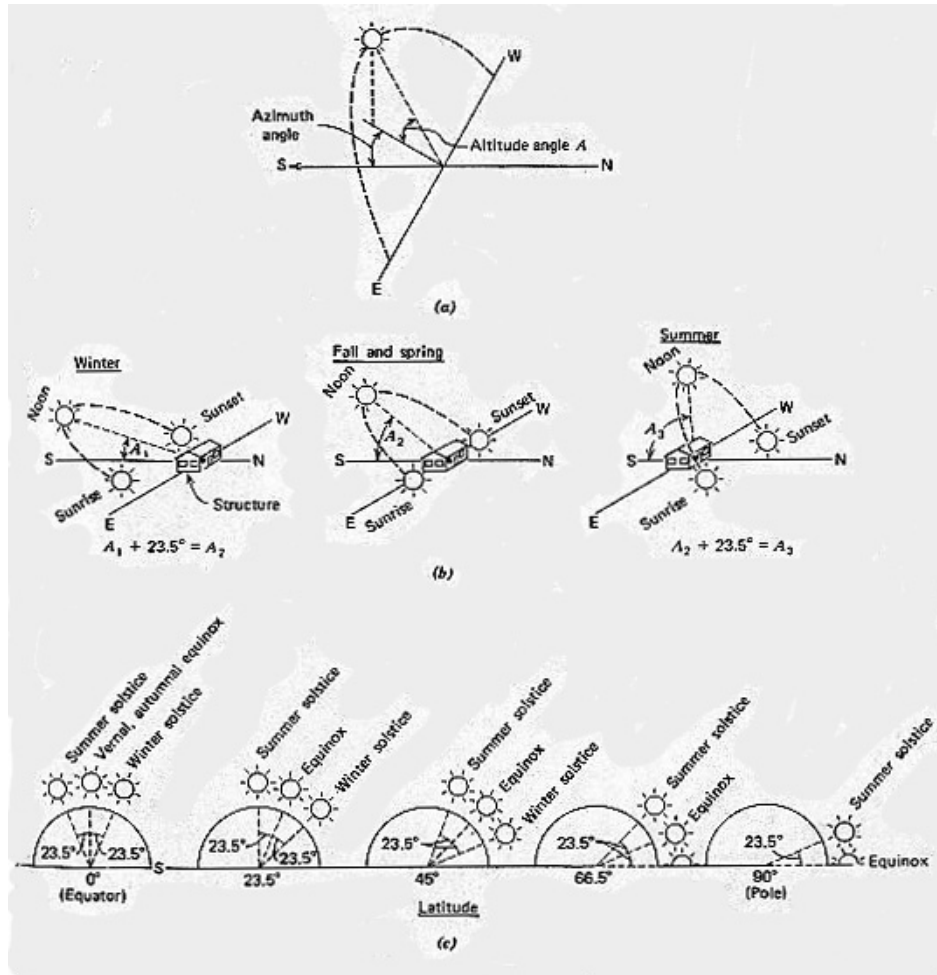 W
Azimuth
angle
Altitude angle A
S
N
E
(a)
Winter
Noon
Sunset
W
A₁
S
N
Sunrise
E
Structure
A₁ + 23.5° = A₂
Fall and spring
Noon
Sunset
W
A₂
S
N
E
Sunrise
(b)
Summer
Noon
W
A₃
Sunset
S
N
E
Sunrise
A₂ + 23.5° = A₃
Summer solstice
Vernal, autumnal equinox
Winter solstice
23.5°
23.5°
0°
(Equator)
S
Summer solstice
Equinox
Winter solstice
23.5°
23.5°
23.5°
Summer solstice
Equinox
Winter solstice
23.5°
45°
Summer solstice
Equinox
23.5°
66.5°
Summer solstice
Equinox
23.5°
90°
(Pole)
Latitude
(c)